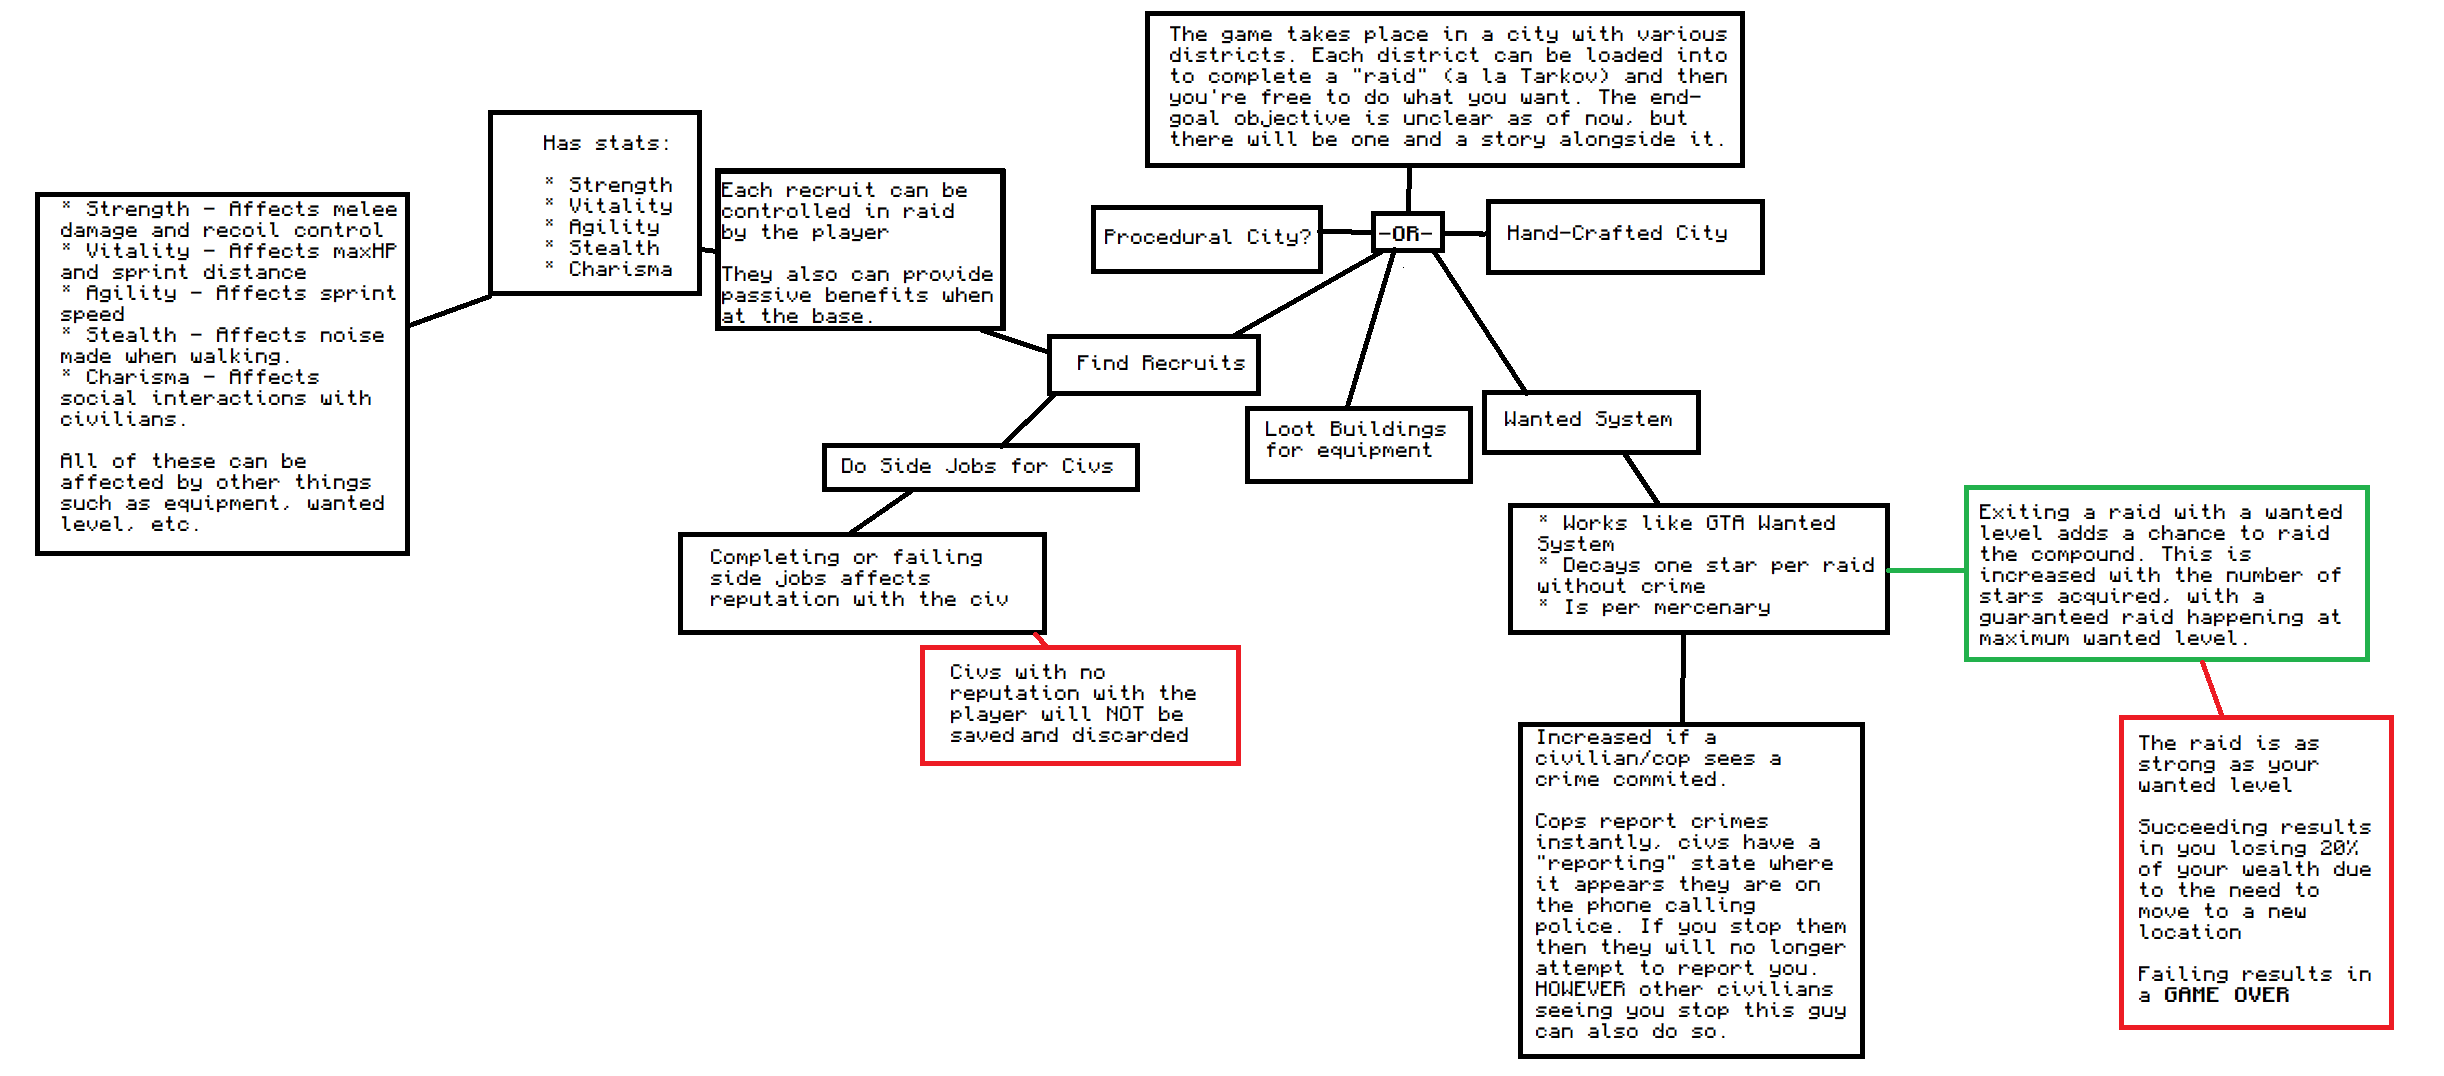 The game takes place in a city with various
districts. Each district can be loaded into
to complete a "raid" (a la Tarkov) and then
you're free to do what you want. The end-
goal objective is unclear as of now, but
there will be one and a story alongside it.
Procedural City?
-OR-
Hand-Crafted City
Has stats:
* Strength
* Vitality
* Agility
* Stealth
* Charisma
Each recruit can be
controlled in raid
by the player
They also can provide
passive benefits when
at the base.
* Strength - Affects melee
damage and recoil control
* Vitality - Affects maxHP
and sprint distance
* Agility - Affects sprint
speed
* Stealth - Affects noise
made when walking.
* Charisma - Affects
social interactions with
civilians.
All of these can be
affected by other things
such as equipment, wanted
level, etc.
Find Recruits
Loot Buildings
for equipment
Wanted System
Do Side Jobs for Civs
Completing or failing
side jobs affects
reputation with the civ
Civs with no
reputation with the
player will NOT be
saved and discarded
* Works like GTA Wanted
System
* Decays one star per raid
without crime
* Is per mercenary
Exiting a raid with a wanted
level adds a chance to raid
the compound. This is
increased with the number of
stars acquired, with a
guaranteed raid happening at
maximum wanted level.
Increased if a
civilian/cop sees a
crime commited.
Cops report crimes
instantly, civs have a
"reporting" state where
it appears they are on
the phone calling
police. If you stop them
then they will no longer
attempt to report you.
HOWEVER other civilians
seeing you stop this guy
can also do so.
The raid is as
strong as your
wanted level
Succeeding results
in you losing 20%
of your wealth due
to the need to
move to a new
location
Failing results in
a GAME OVER